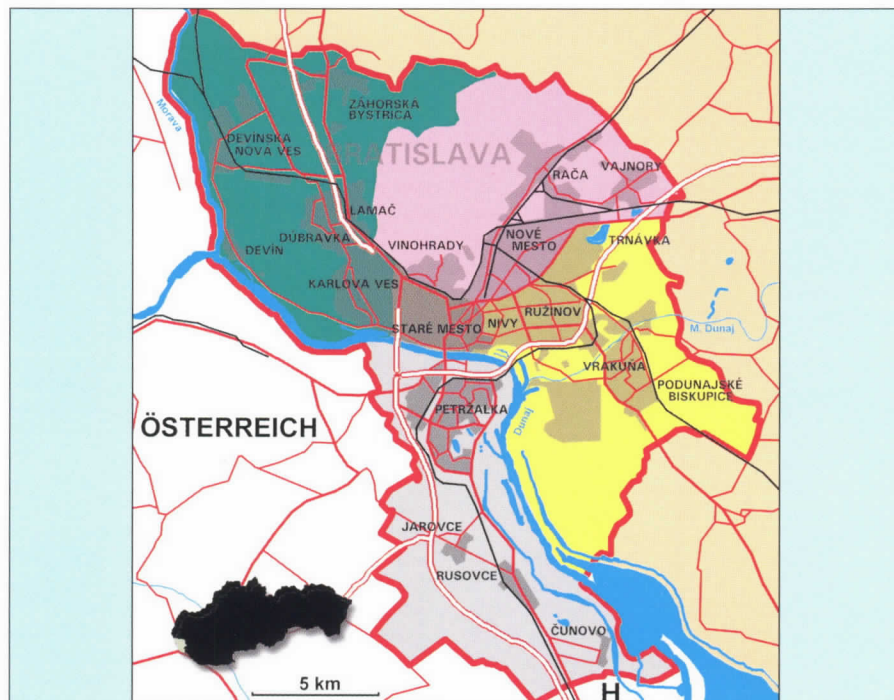 ZÁHORSKÁ
BYSTRICA
Morava
DEVÍNSKA
NOVÁ VES
BRATISLAVA
RAČA
VAJNORY
LAMAČ
DÚBRAVKA
VINOHRADY
NOVÉ
MESTO
TRNÁVKA
DEVÍN
KARLOVA VES
RUŽINOV
STARÉ MESTO
NIVY
M. Dunaj
VRAKUŇA
PODUNAJSKÉ
BISKUPICE
PETRŽALKA
Dunaj
ÖSTERREICH
JAROVCE
RUSOVCE
ČUNOVO
5 km
H